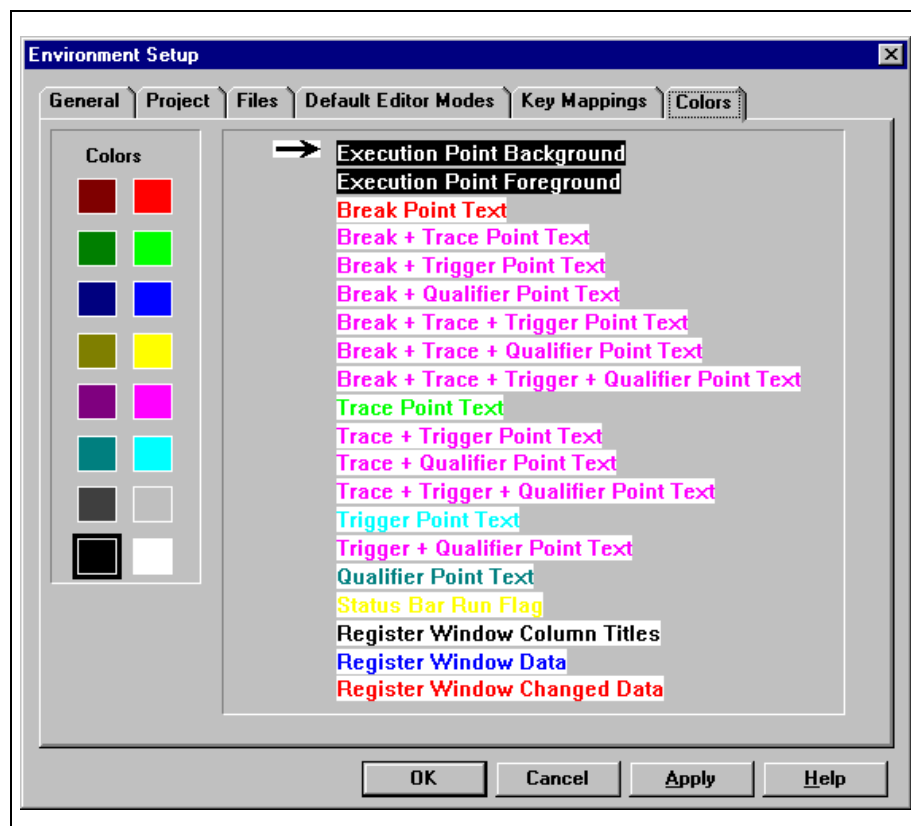 Environment Setup
General Project Files Default Editor Modes Key Mappings Colors
Colors
Execution Point Background
Execution Point Foreground
Break Point Text
Break + Trace Point Text
Break + Trigger Point Text
Break + Qualifier Point Text
Break + Trace + Trigger Point Text
Break + Trace + Qualifier Point Text
Break + Trace + Trigger + Qualifier Point Text
Trace Point Text
Trace + Trigger Point Text
Trace + Qualifier Point Text
Trace + Trigger + Qualifier Point Text
Trigger Point Text
Trigger + Qualifier Point Text
Qualifier Point Text
Status Bar Run Flag
Register Window Column Titles
Register Window Data
Register Window Changed Data
OK Cancel Apply Help